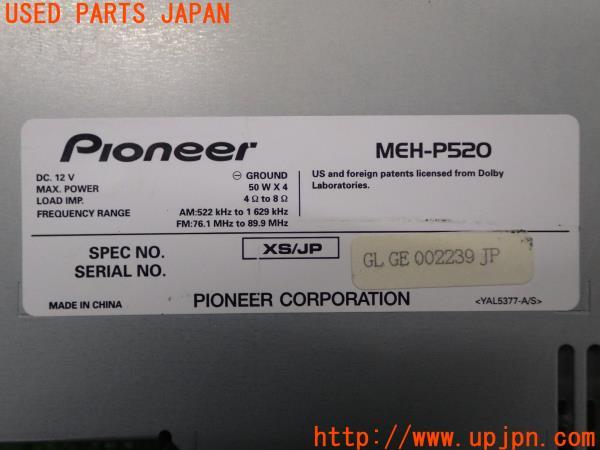 USED PARTS JAPAN
Pioneer MEH-P520
DC. 12 V ⊖ GROUND
MAX. POWER 50 W X 4
LOAD IMP. 4 Ω to 8 Ω
FREQUENCY RANGE AM:522 kHz to 1 629 kHz
FM:76.1 MHz to 89.9 MHz
US and foreign patents licensed from Dolby
Laboratories.
SPEC NO. XS/JP
SERIAL NO. GL GE 002239 JP
MADE IN CHINA PIONEER CORPORATION <YAL5377-A/S>
http://www.upjpn.com/